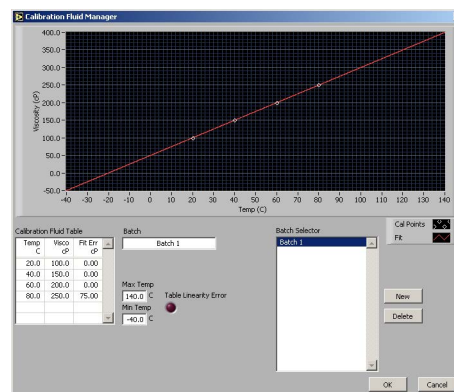 Calibration Fluid Manager
400.0
350.0
300.0
250.0
200.0
150.0
100.0
50.0
0.0
-50.0
Viscosity (cP)
-40 -30 -20 -10 0 10 20 30 40 50 60 70 80 90 100 110 120 130 140
Temp (C)
Cal Points
Fit
Calibration Fluid Table
Temp Visco Fit Err
C cP cP
20.0 100.0 0.00
40.0 150.0 0.00
60.0 200.0 0.00
80.0 250.0 75.00
Batch
Batch 1
Max Temp
140.0 C Table Linearity Error
Min Temp
-40.0 C
Batch Selector
Batch 1
New
Delete
OK Cancel